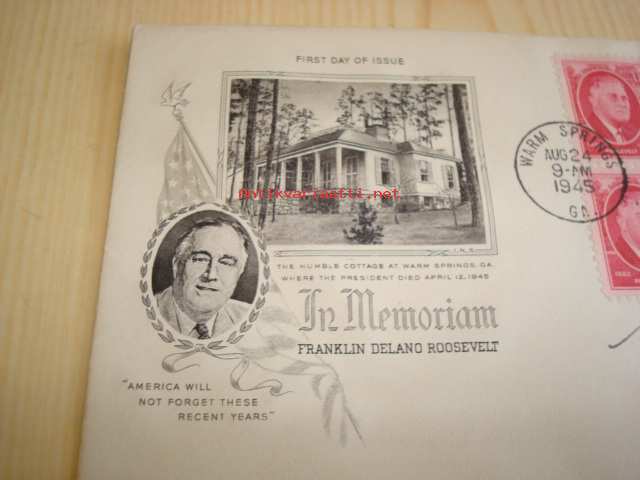 FIRST DAY OF ISSUE
WARM SPRINGS
AUG 24
9-AM
1945
GA.
Antikvariaatti.net
I.N.S.
THE HUMBLE COTTAGE AT WARM SPRINGS, GA.
WHERE THE PRESIDENT DIED APRIL 12, 1945
In Memoriam
FRANKLIN DELANO ROOSEVELT
"AMERICA WILL
NOT FORGET THESE
RECENT YEARS"